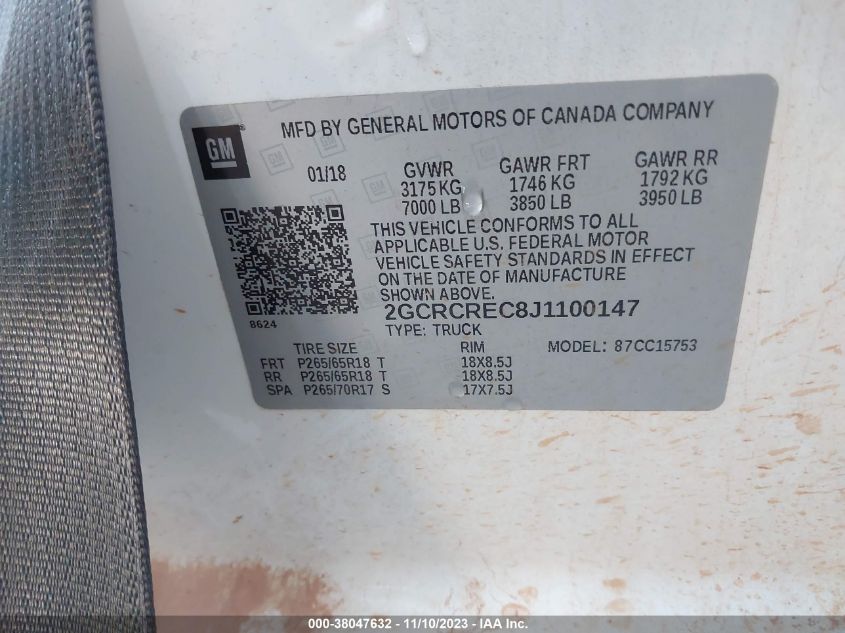 GM
®
MFD BY GENERAL MOTORS OF CANADA COMPANY
01/18 GVWR GAWR FRT GAWR RR
3175 KG 1746 KG 1792 KG
7000 LB 3850 LB 3950 LB
THIS VEHICLE CONFORMS TO ALL
APPLICABLE U.S. FEDERAL MOTOR
VEHICLE SAFETY STANDARDS IN EFFECT
ON THE DATE OF MANUFACTURE
SHOWN ABOVE.
2GCRCREC8J1100147
8624
TYPE: TRUCK
TIRE SIZE RIM MODEL: 87CC15753
FRT P265/65R18 T 18X8.5J
RR P265/65R18 T 18X8.5J
SPA P265/70R17 S 17X7.5J
000-38047632 - 11/10/2023 - IAA Inc.